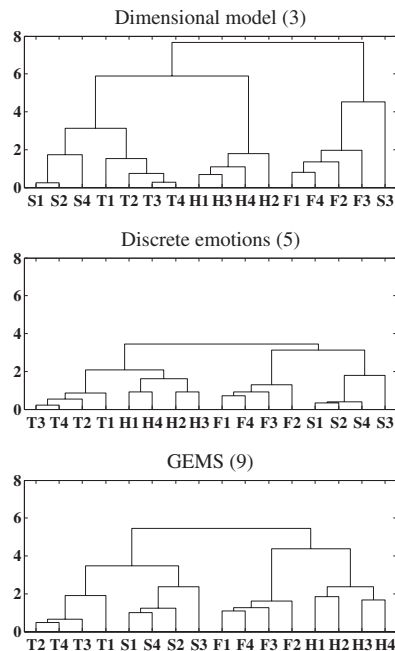 Dimensional model (3)
8
6
4
2
0
S1 S2 S4 T1 T2 T3 T4 H1 H3 H4 H2 F1 F4 F2 F3 S3
Discrete emotions (5)
8
6
4
2
0
T3 T4 T2 T1 H1 H4 H2 H3 F1 F4 F3 F2 S1 S2 S4 S3
GEMS (9)
8
6
4
2
0
T2 T4 T3 T1 S1 S4 S2 S3 F1 F4 F3 F2 H1 H2 H3 H4